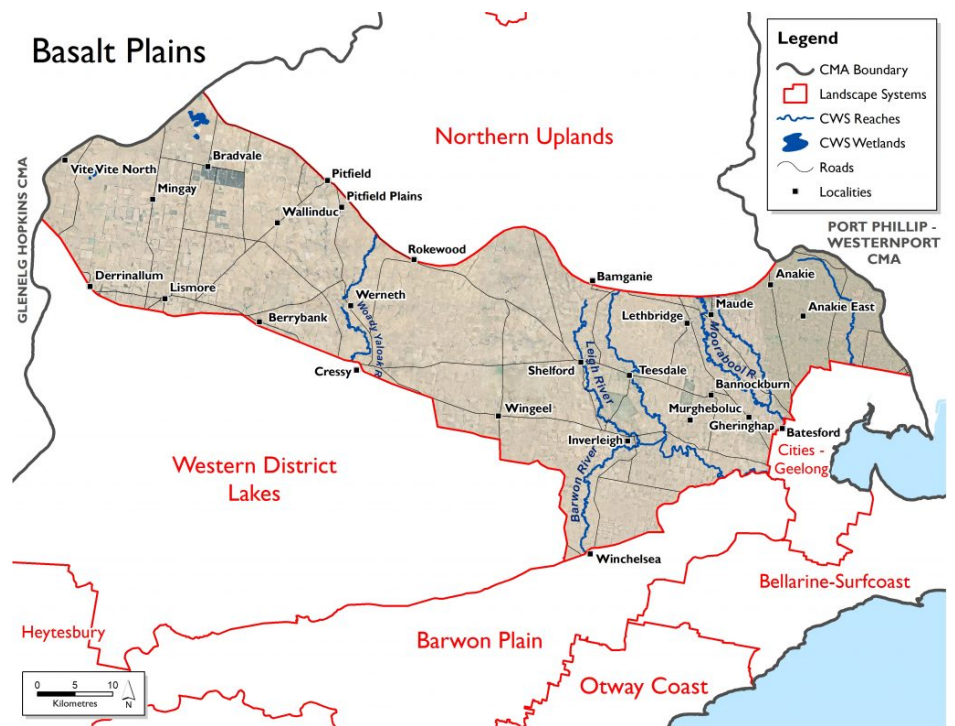 Basalt Plains
Legend
CMA Boundary
Landscape Systems
CWS Reaches
CWS Wetlands
Roads
Localities
Northern Uplands
GLENELG HOPKINS CMA
PORT PHILLIP -
WESTERNPORT
CMA
Vite Vite North
Bradvale
Mingay
Pitfield
Pitfield Plains
Wallinduc
Rokewood
Derrinallum
Lismore
Werneth
Berrybank
Woady Yaloak R
Cressy
Bamganie
Anakie
Maude
Anakie East
Lethbridge
Moorabool R
Leigh River
Shelford
Teesdale
Bannockburn
Wingeel
Murgheboluc
Gheringhap
Batesford
Inverleigh
Cities -
Geelong
Barwon River
Western District
Lakes
Winchelsea
Bellarine-Surfcoast
Heytesbury
Barwon Plain
Otway Coast
0 5 10
Kilometres
N